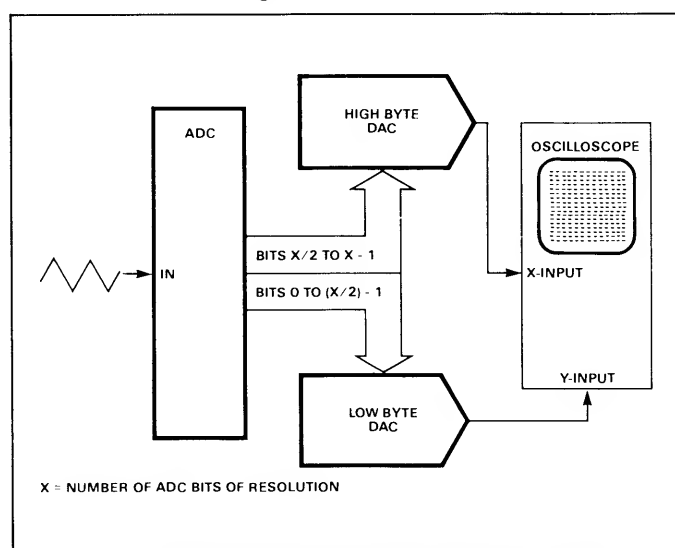 ADC
HIGH BYTE
DAC
OSCILLOSCOPE
BITS X/2 TO X - 1
IN
BITS 0 TO (X/2) - 1
X-INPUT
Y-INPUT
LOW BYTE
DAC
X = NUMBER OF ADC BITS OF RESOLUTION